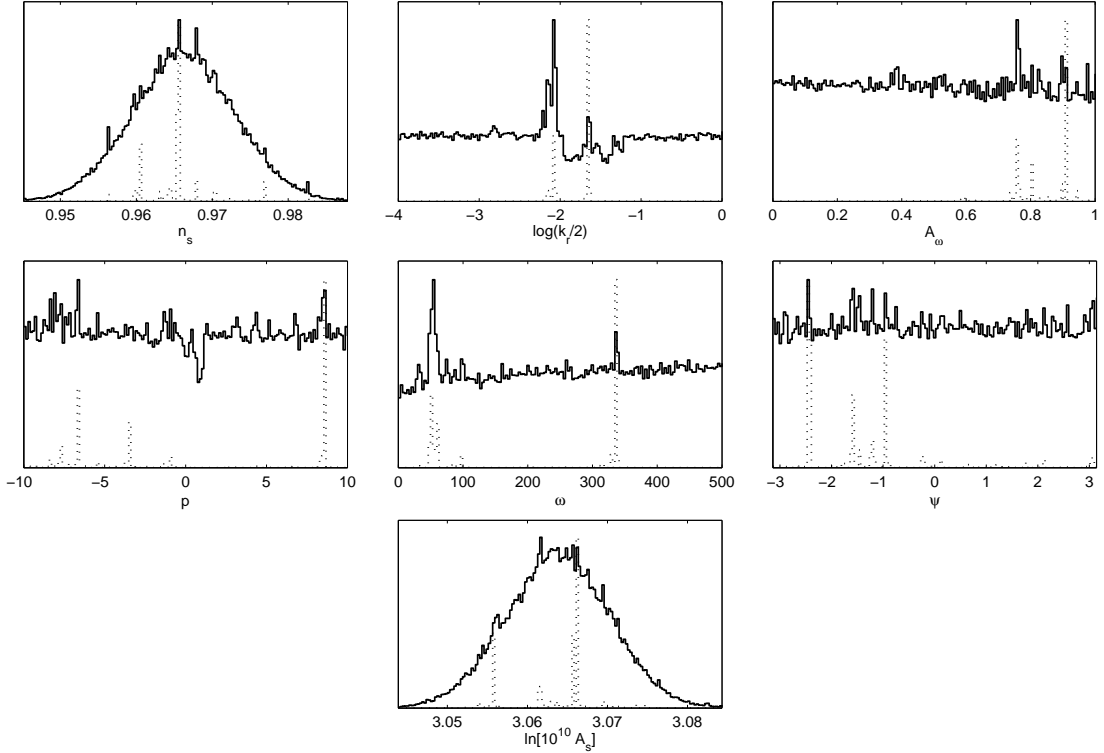 0.95 0.96 0.97 0.98
n_s
−4 −3 −2 −1 0
log(k_r/2)
0 0.2 0.4 0.6 0.8 1
A_ω
−10 −5 0 5 10
p
0 100 200 300 400 500
ω
−3 −2 −1 0 1 2 3
ψ
3.05 3.06 3.07 3.08
ln[10^10 A_s]